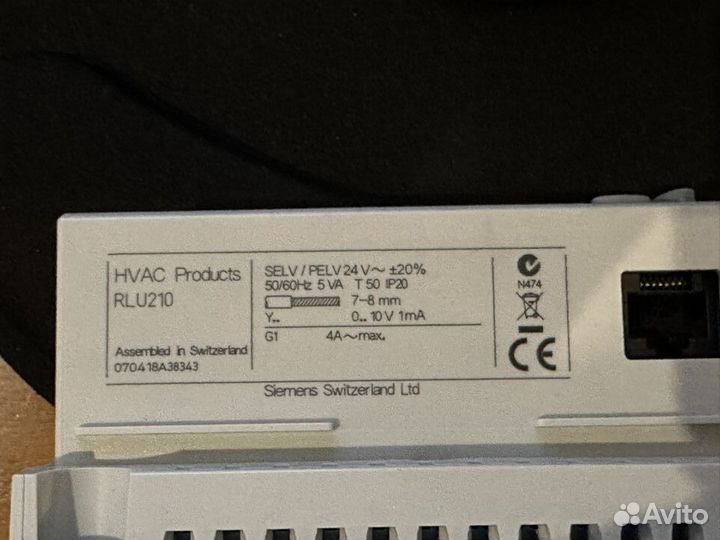 HVAC Products
RLU210
Assembled in Switzerland
070418A38343
SELV / PELV 24 V~ ±20%
50/60Hz 5 VA T 50 IP20
7-8 mm
Y... 0... 10 V 1mA
G1 4A~max.
N474
CE
Siemens Switzerland Ltd
Avito